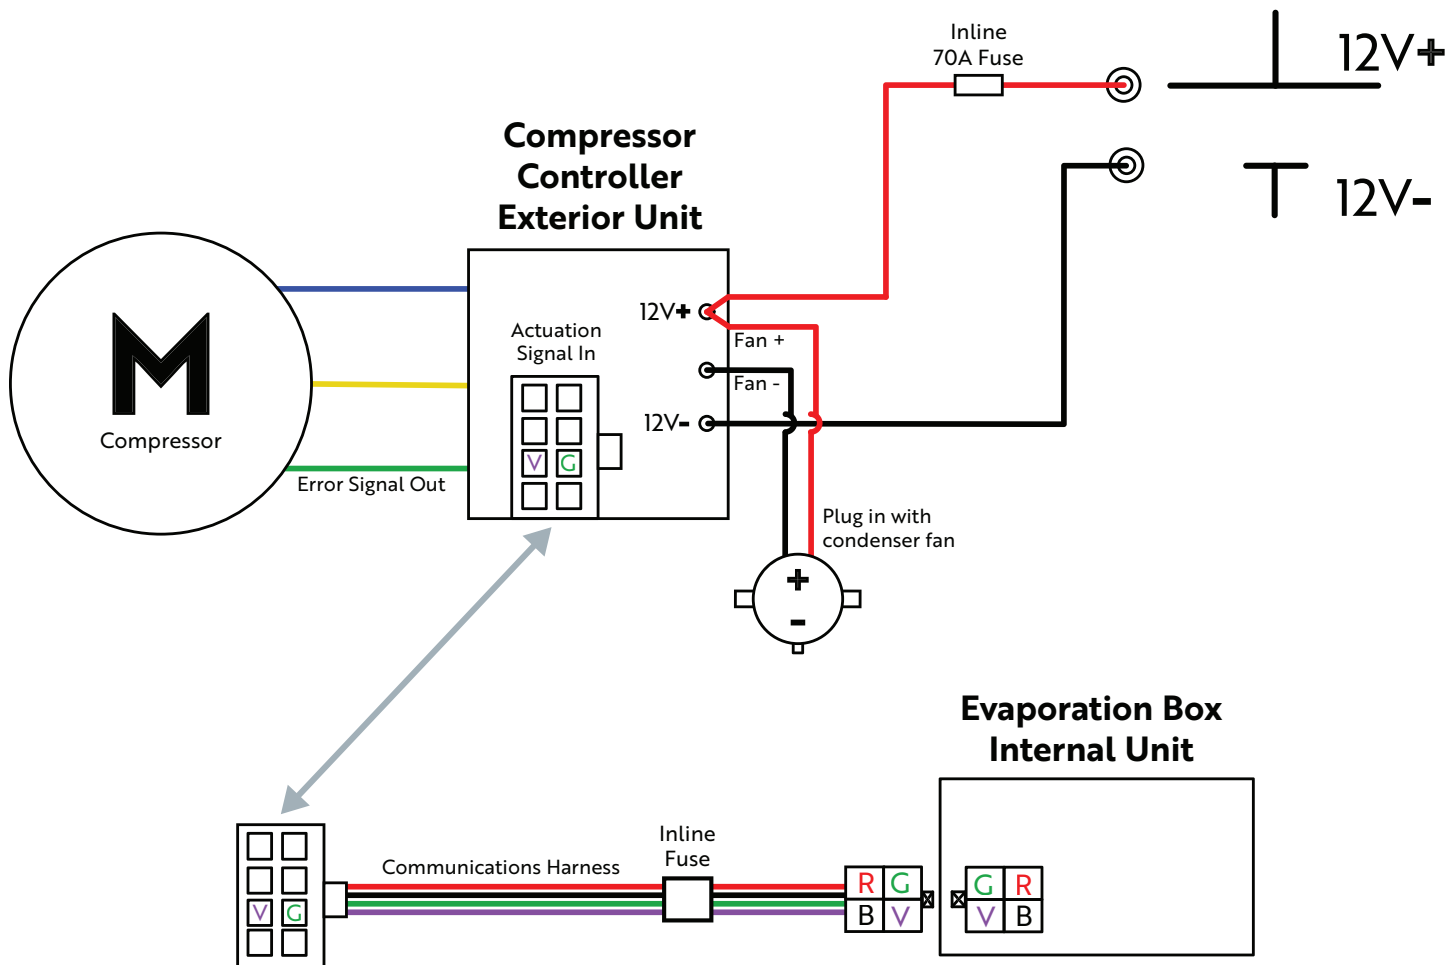 Inline
70A Fuse
12V+
12V-
Compressor
Controller
Exterior Unit
M
Compressor
Error Signal Out
Actuation
Signal In
V G
12V+
Fan +
Fan -
12V-
Plug in with
condenser fan
+
-
Evaporation Box
Internal Unit
V G
Communications Harness
Inline
Fuse
R G
B V
G R
V B